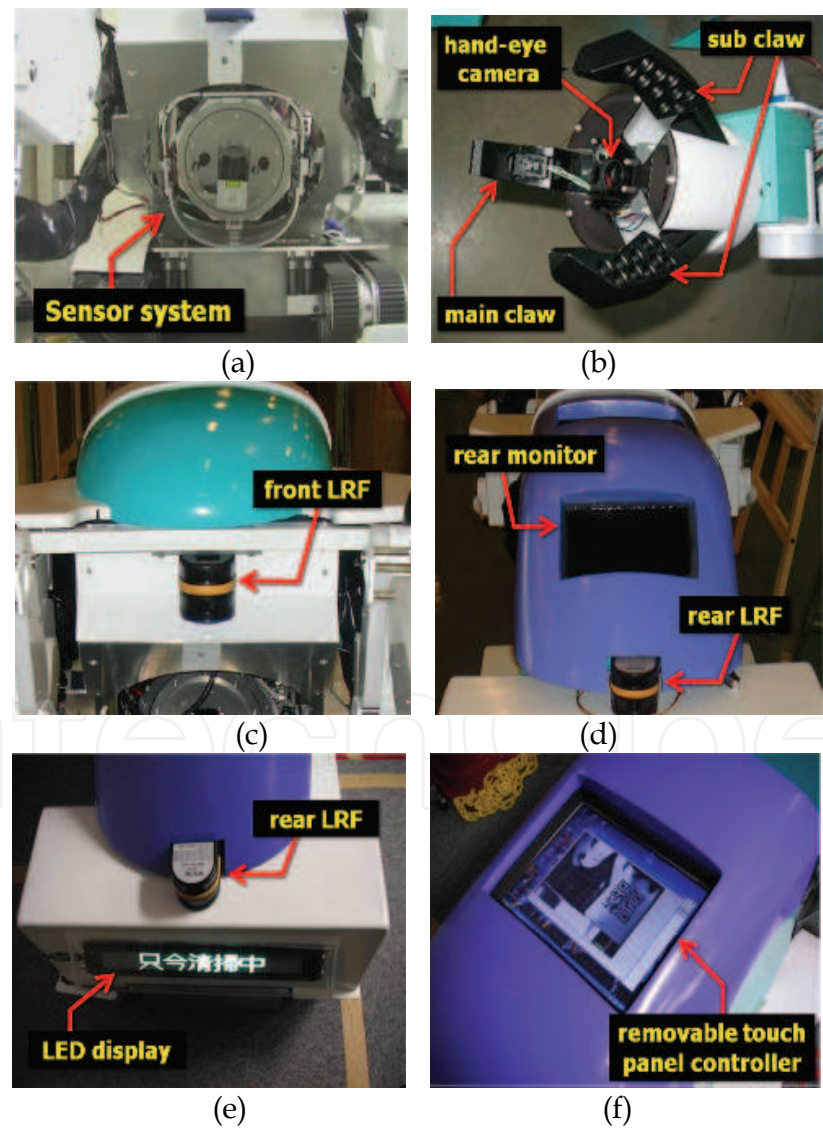 hand-eye
camera
sub claw
Sensor system
main claw
(a)
(b)
front LRF
rear monitor
rear LRF
(c)
(d)
rear LRF
只今清掃中
LED display
removable touch
panel controller
(e)
(f)